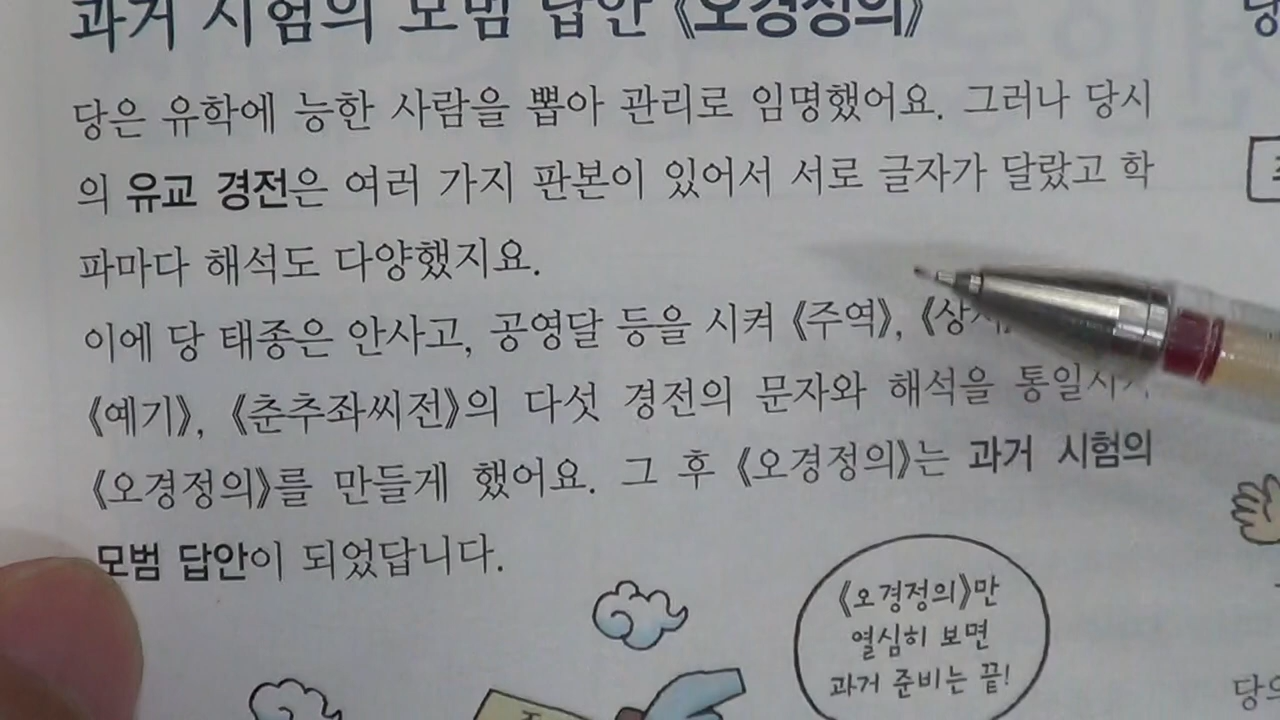 과거 시험의 모범 답안 《오경정의》
당은 유학에 능한 사람을 뽑아 관리로 임명했어요. 그러나 당시
의 유교 경전은 여러 가지 판본이 있어서 서로 글자가 달랐고 학
파마다 해석도 다양했지요.
이에 당 태종은 안사고, 공영달 등을 시켜 《주역》,
《예기》, 《춘추좌씨전》의 다섯 경전의 문자와 해석을 통일시켜
《오경정의》를 만들게 했어요. 그 후 《오경정의》는 과거 시험의
모범 답안이 되었답니다.
《오경정의》만
열심히 보면
과거 준비는 끝!